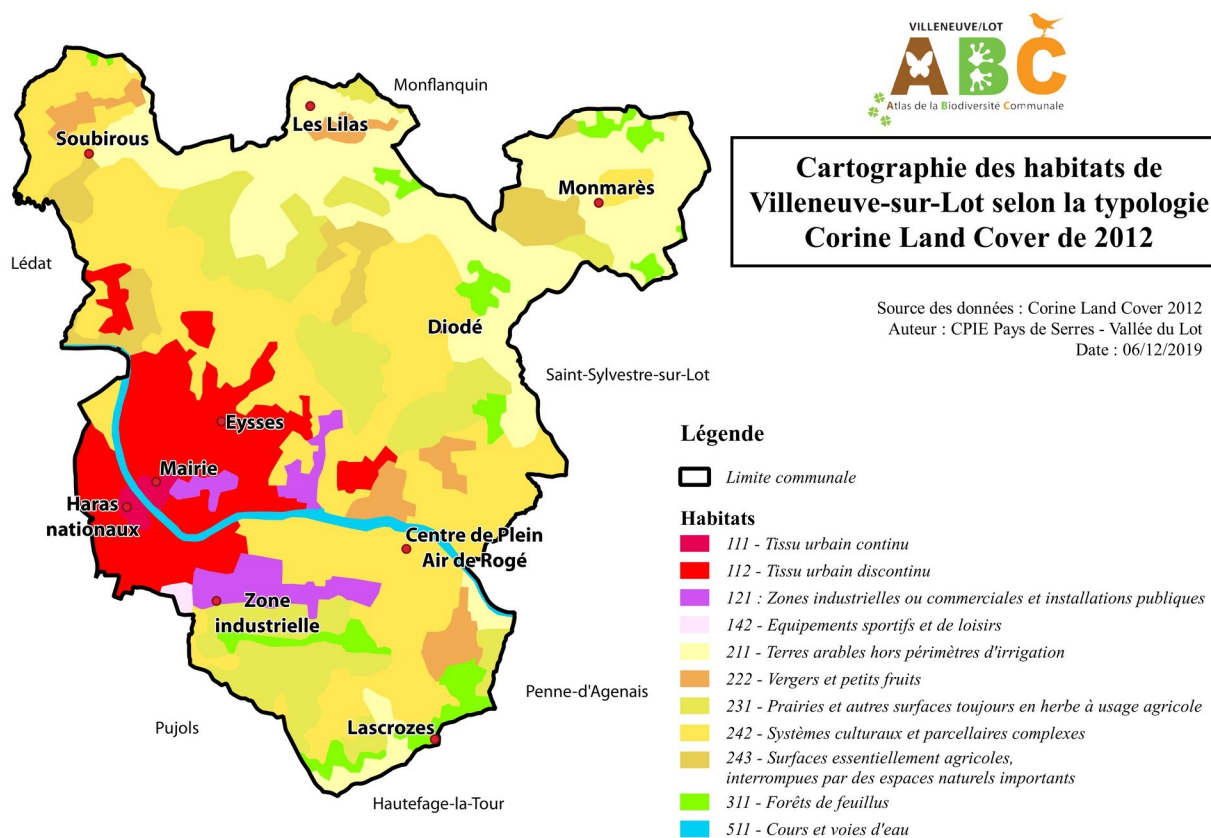 VILLENEUVE/LOT
ABC
Atlas de la Biodiversité Communale
Cartographie des habitats de
Villeneuve-sur-Lot selon la typologie
Corine Land Cover de 2012
Source des données : Corine Land Cover 2012
Auteur : CPIE Pays de Serres - Vallée du Lot
Date : 06/12/2019
Monflanquin
Les Lilas
Soubirous
Monmarès
Lédat
Diodé
Saint-Sylvestre-sur-Lot
Eysses
Mairie
Haras
nationaux
Centre de Plein
Air de Rogé
Zone
industrielle
Penne-d'Agenais
Pujols
Lascrozes
Hautefage-la-Tour
Légende
Limite communale
Habitats
111 - Tissu urbain continu
112 - Tissu urbain discontinu
121 : Zones industrielles ou commerciales et installations publiques
142 - Equipements sportifs et de loisirs
211 - Terres arables hors périmètres d'irrigation
222 - Vergers et petits fruits
231 - Prairies et autres surfaces toujours en herbe à usage agricole
242 - Systèmes culturaux et parcellaires complexes
243 - Surfaces essentiellement agricoles,
interrompues par des espaces naturels importants
311 - Forêts de feuillus
511 - Cours et voies d'eau